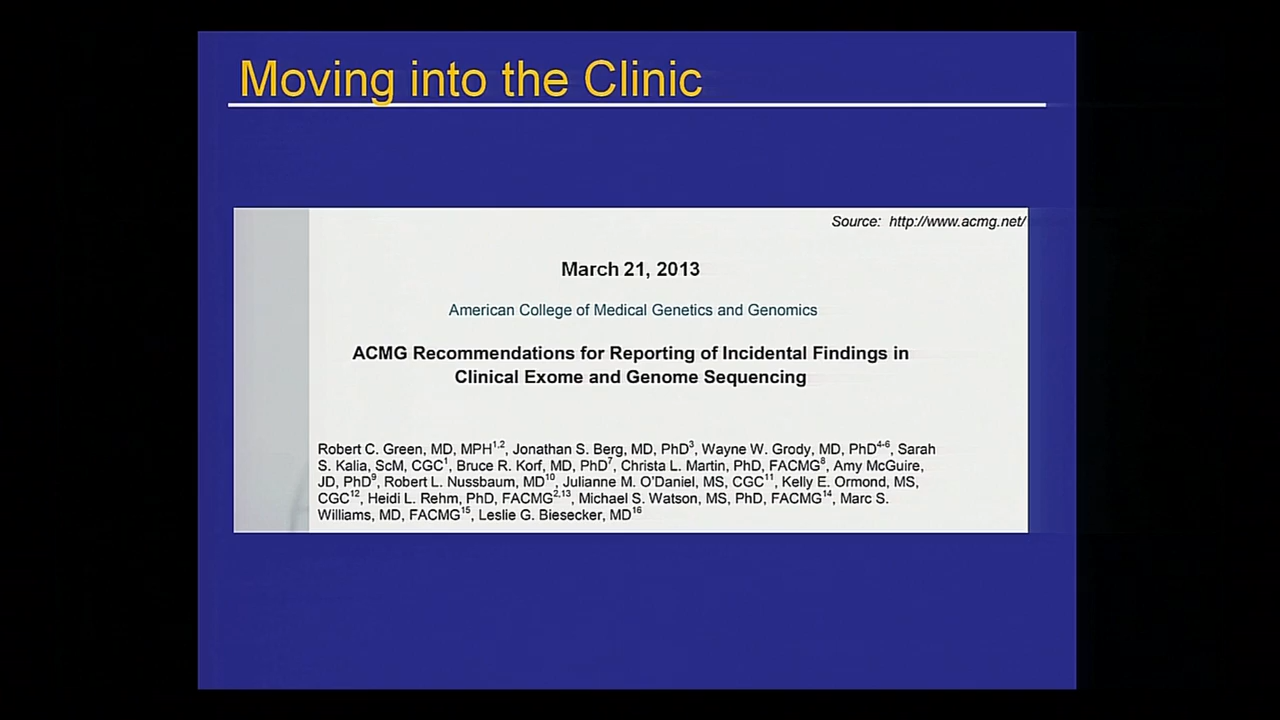 Moving into the Clinic
Source: http://www.acmg.net/
March 21, 2013
American College of Medical Genetics and Genomics
ACMG Recommendations for Reporting of Incidental Findings in
Clinical Exome and Genome Sequencing
Robert C. Green, MD, MPH1,2, Jonathan S. Berg, MD, PhD3, Wayne W. Grody, MD, PhD4-6, Sarah
S. Kalia, ScM, CGC1, Bruce R. Korf, MD, PhD7, Christa L. Martin, PhD, FACMG8, Amy McGuire,
JD, PhD9, Robert L. Nussbaum, MD10, Julianne M. O'Daniel, MS, CGC11, Kelly E. Ormond, MS,
CGC12, Heidi L. Rehm, PhD, FACMG2,13, Michael S. Watson, MS, PhD, FACMG14, Marc S.
Williams, MD, FACMG15, Leslie G. Biesecker, MD16